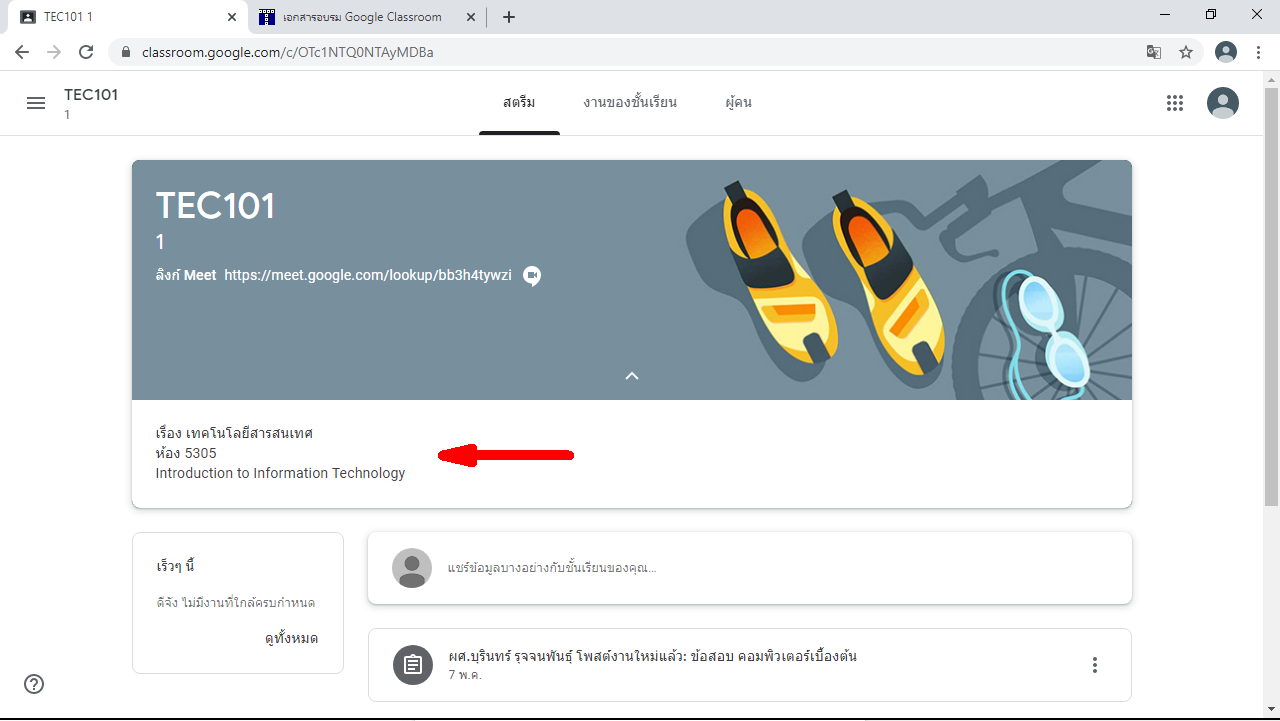 TEC101 1
เอกสารอบรม Google Classroom
classroom.google.com/c/OTc1NTQ0NTAyMDBa
TEC101
1
สตรีม
งานของชั้นเรียน
ผู้คน
TEC101
1
ลิงก์ Meet https://meet.google.com/lookup/bb3h4tywzi
เรื่อง เทคโนโลยีสารสนเทศ
ห้อง 5305
Introduction to Information Technology
เร็วๆ นี้
ดีจัง ไม่มีงานที่ใกล้ครบกำหนด
ดูทั้งหมด
แชร์ข้อมูลบางอย่างกับชั้นเรียนของคุณ...
ผศ.บุรินทร์ รุจจนพันธุ์ โพสต์งานใหม่แล้ว: ข้อสอบ คอมพิวเตอร์เบื้องต้น
7 พ.ค.